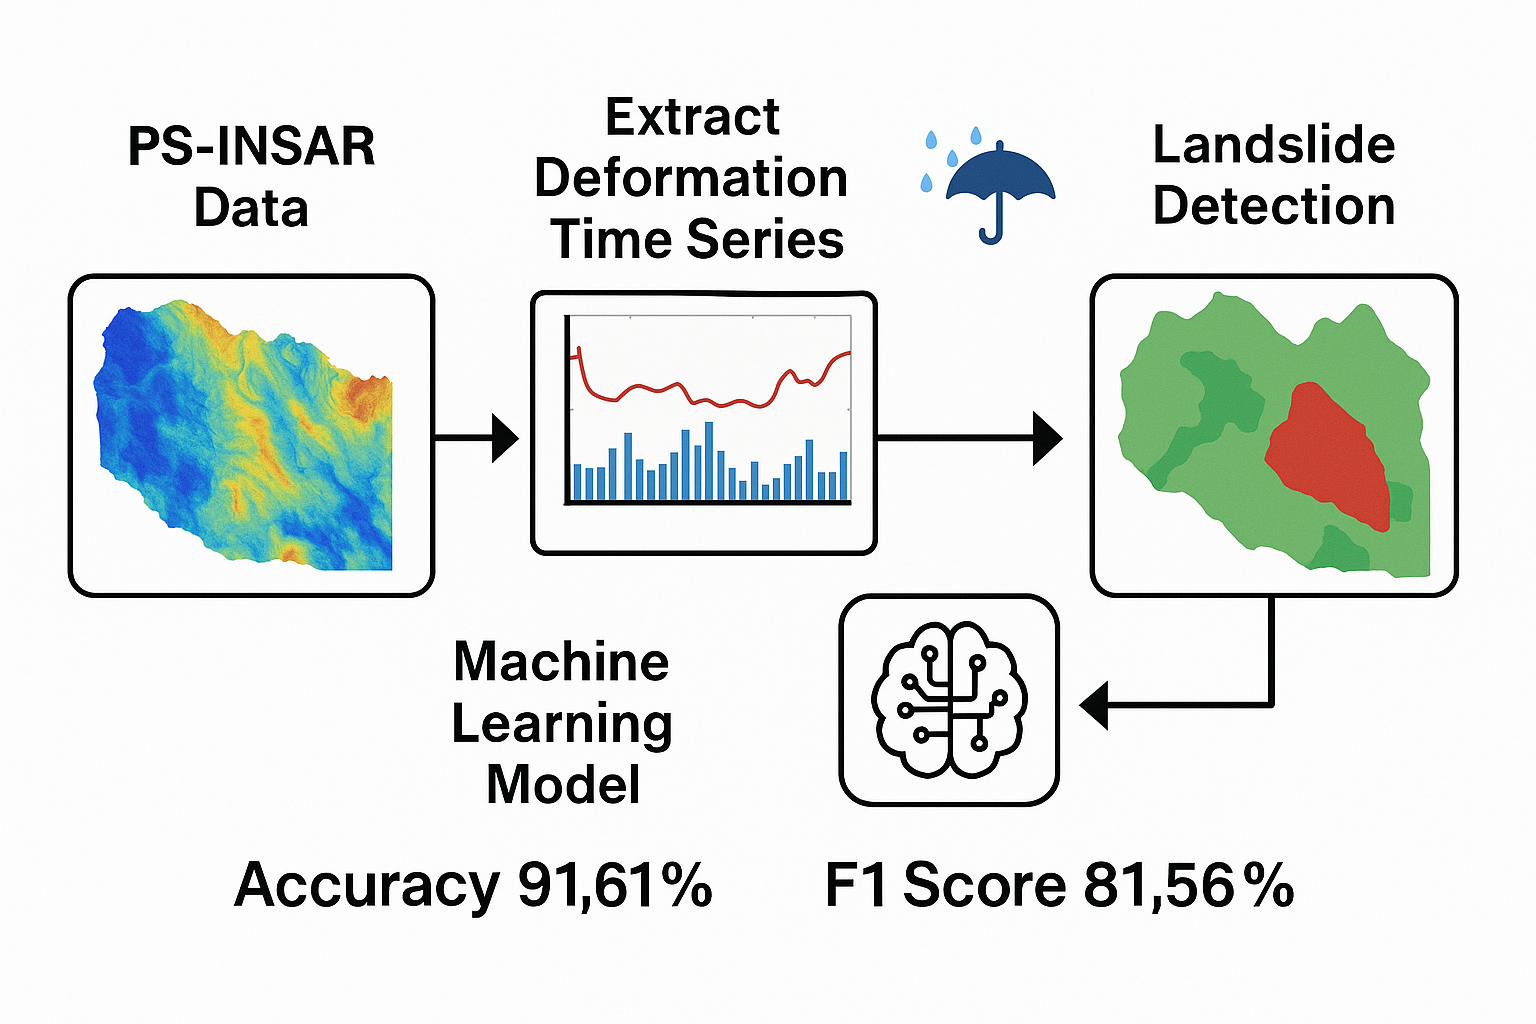 PS-INSAR
Data
Extract
Deformation
Time Series
Landslide
Detection
Machine
Learning
Model
Accuracy 91,61%
F1 Score 81,56%